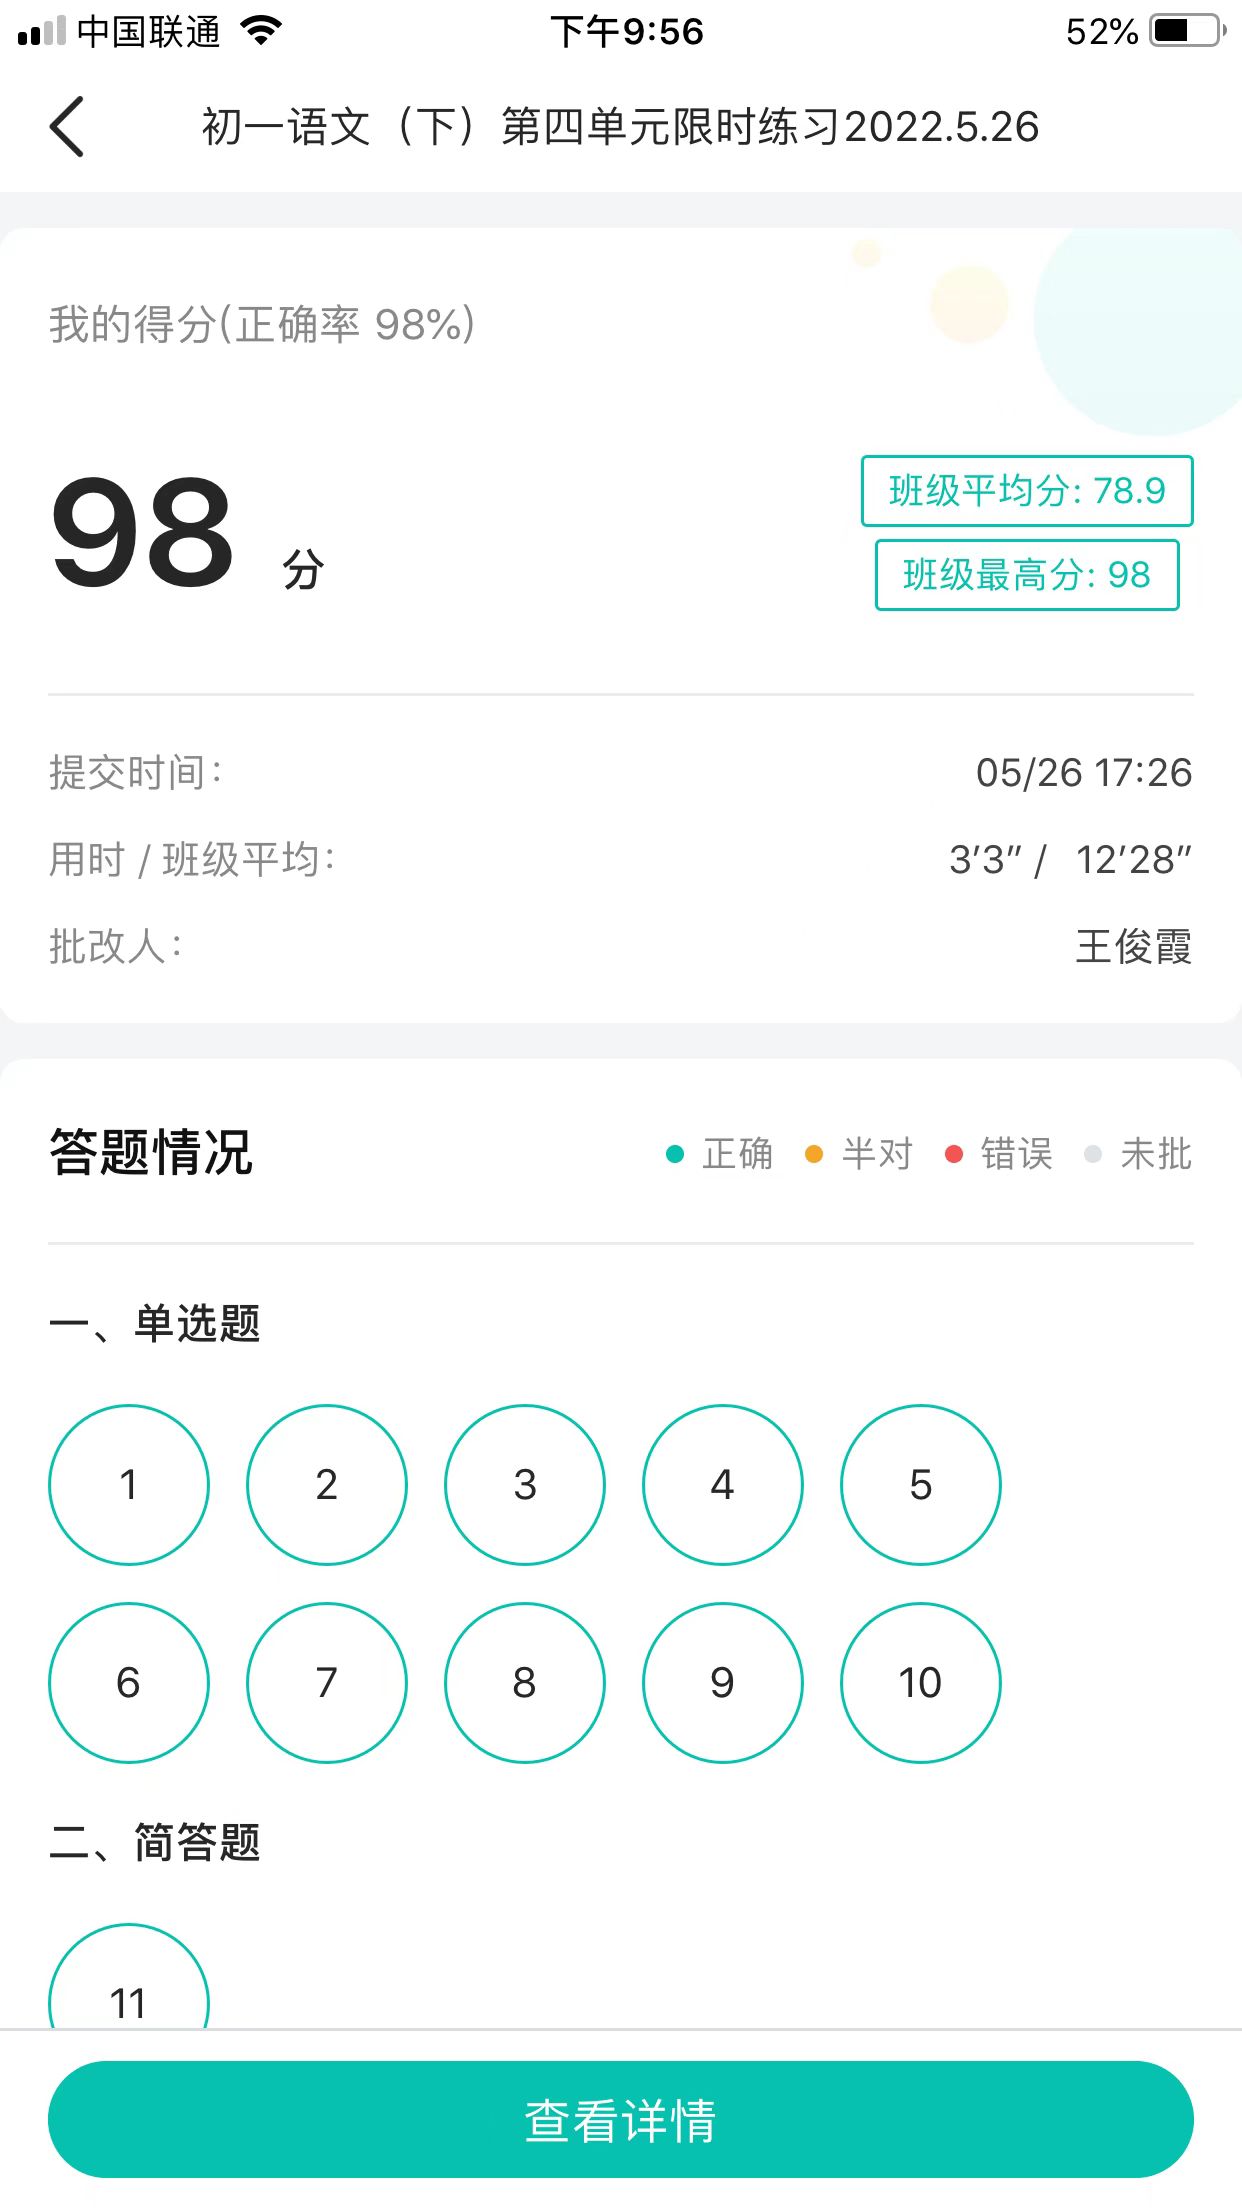 中国联通 下午9:56 52%
初一语文（下）第四单元限时练习2022.5.26
我的得分(正确率 98%)
98 分
班级平均分: 78.9
班级最高分: 98
提交时间: 05/26 17:26
用时 / 班级平均: 3′3″ / 12′28″
批改人: 王俊霞
答题情况 正确 半对 错误 未批
一、单选题
1 2 3 4 5
6 7 8 9 10
二、简答题
11
查看详情